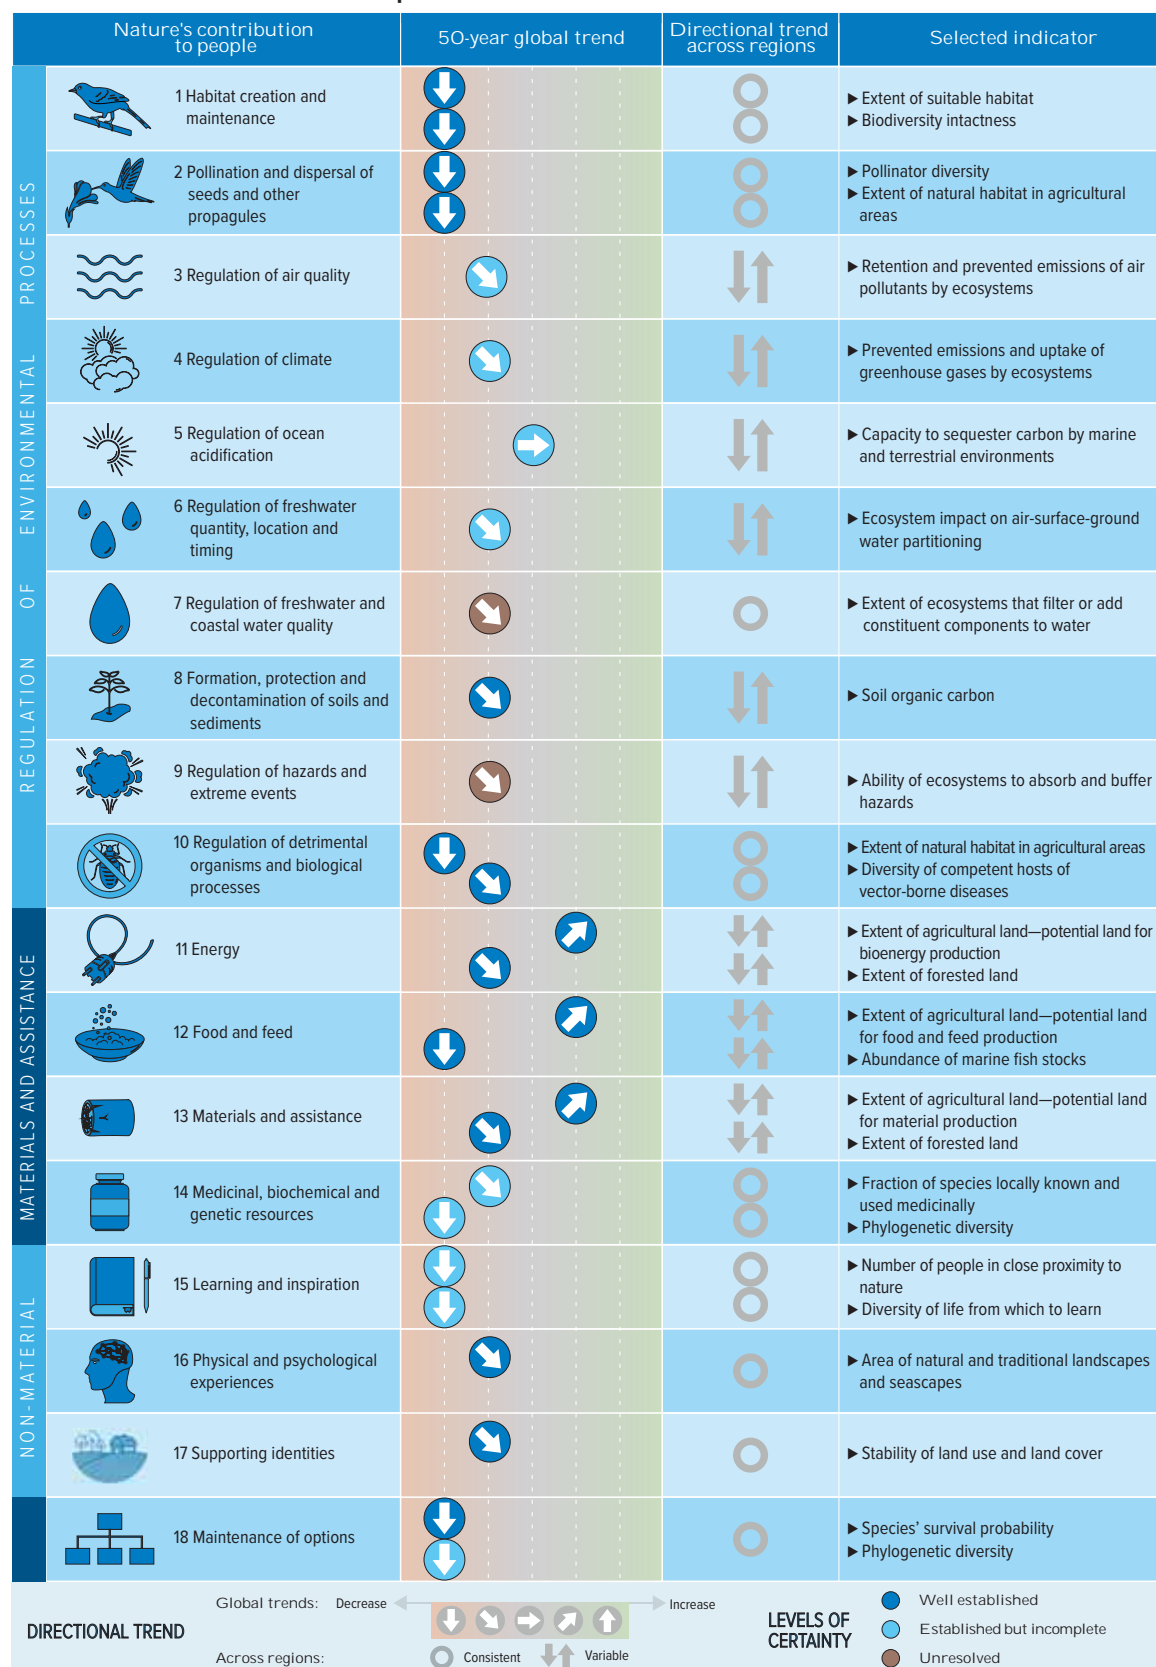 Nature's contribution
to people
50-year global trend
Directional trend
across regions
Selected indicator
REGULATION OF ENVIRONMENTAL PROCESSES
1 Habitat creation and
maintenance
▶ Extent of suitable habitat
▶ Biodiversity intactness
2 Pollination and dispersal of
seeds and other
propagules
▶ Pollinator diversity
▶ Extent of natural habitat in agricultural
areas
3 Regulation of air quality
▶ Retention and prevented emissions of air
pollutants by ecosystems
4 Regulation of climate
▶ Prevented emissions and uptake of
greenhouse gases by ecosystems
5 Regulation of ocean
acidification
▶ Capacity to sequester carbon by marine
and terrestrial environments
6 Regulation of freshwater
quantity, location and
timing
▶ Ecosystem impact on air-surface-ground
water partitioning
7 Regulation of freshwater and
coastal water quality
▶ Extent of ecosystems that filter or add
constituent components to water
8 Formation, protection and
decontamination of soils and
sediments
▶ Soil organic carbon
9 Regulation of hazards and
extreme events
▶ Ability of ecosystems to absorb and buffer
hazards
10 Regulation of detrimental
organisms and biological
processes
▶ Extent of natural habitat in agricultural areas
▶ Diversity of competent hosts of
vector-borne diseases
MATERIALS AND ASSISTANCE
11 Energy
▶ Extent of agricultural land—potential land for
bioenergy production
▶ Extent of forested land
12 Food and feed
▶ Extent of agricultural land—potential land
for food and feed production
▶ Abundance of marine fish stocks
13 Materials and assistance
▶ Extent of agricultural land—potential land
for material production
▶ Extent of forested land
14 Medicinal, biochemical and
genetic resources
▶ Fraction of species locally known and
used medicinally
▶ Phylogenetic diversity
NON-MATERIAL
15 Learning and inspiration
▶ Number of people in close proximity to
nature
▶ Diversity of life from which to learn
16 Physical and psychological
experiences
▶ Area of natural and traditional landscapes
and seascapes
17 Supporting identities
▶ Stability of land use and land cover
18 Maintenance of options
▶ Species' survival probability
▶ Phylogenetic diversity
DIRECTIONAL TREND
Global trends: Decrease Increase
Across regions: Consistent Variable
LEVELS OF
CERTAINTY
Well established
Established but incomplete
Unresolved